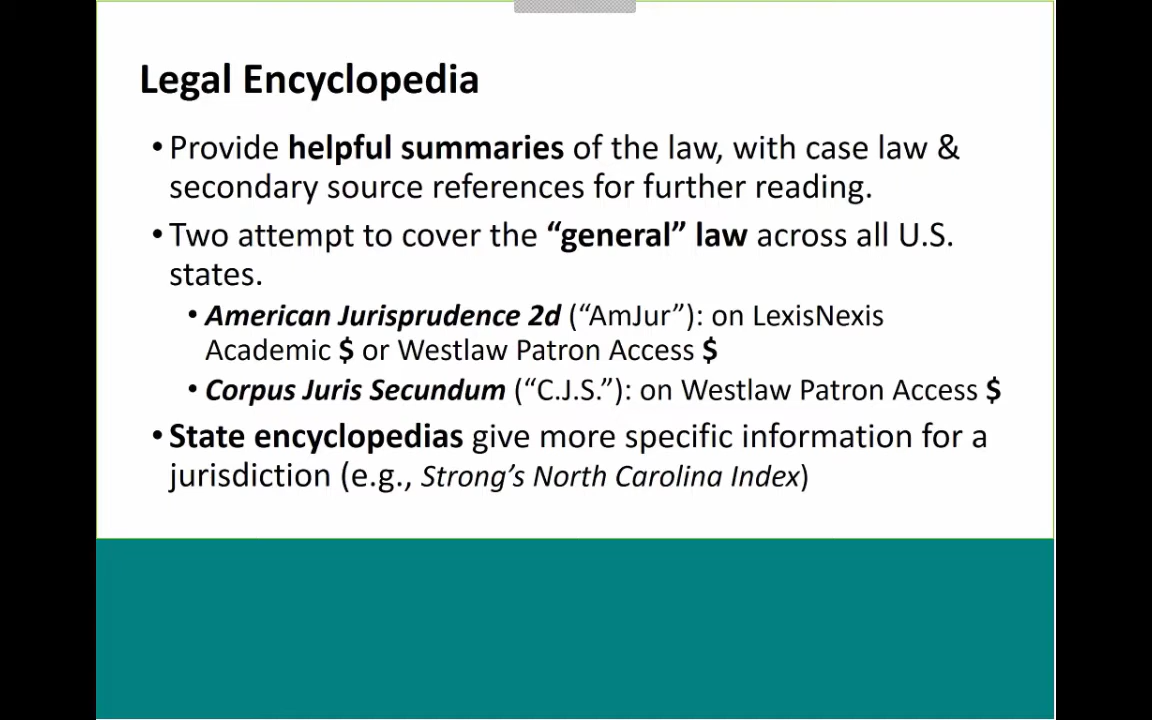 Legal Encyclopedia
•Provide helpful summaries of the law, with case law &
secondary source references for further reading.
•Two attempt to cover the “general” law across all U.S.
states.
•American Jurisprudence 2d (“AmJur”): on LexisNexis
Academic $ or Westlaw Patron Access $
•Corpus Juris Secundum (“C.J.S.”): on Westlaw Patron Access $
•State encyclopedias give more specific information for a
jurisdiction (e.g., Strong’s North Carolina Index)